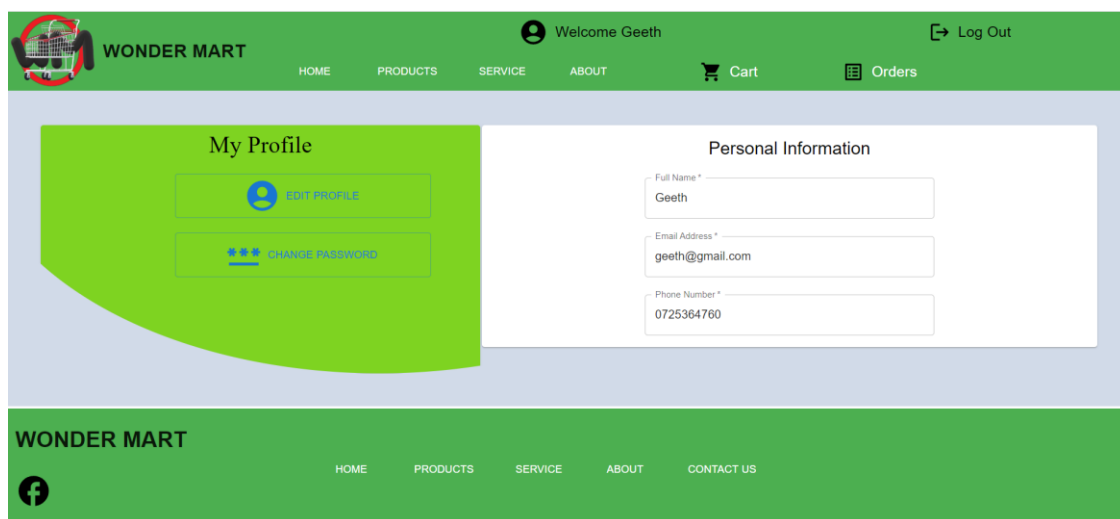 WM
WONDER MART
Welcome Geeth
Log Out
HOME PRODUCTS SERVICE ABOUT Cart Orders
My Profile
EDIT PROFILE
*** CHANGE PASSWORD
Personal Information
Full Name *
Geeth
Email Address *
geeth@gmail.com
Phone Number *
0725364760
WONDER MART
HOME PRODUCTS SERVICE ABOUT CONTACT US